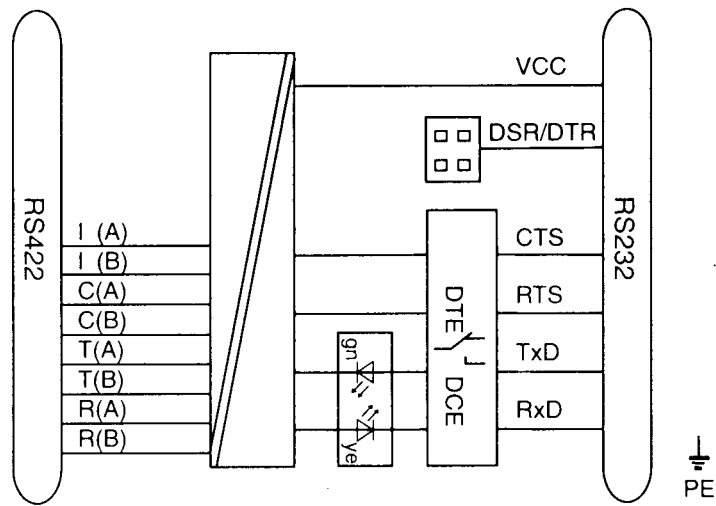 VCC
DSR/DTR
RS422
RS232
I (A)
I (B)
C(A)
C(B)
T(A)
T(B)
R(A)
R(B)
CTS
RTS
TxD
RxD
DTE
DCE
gn
ye
PE